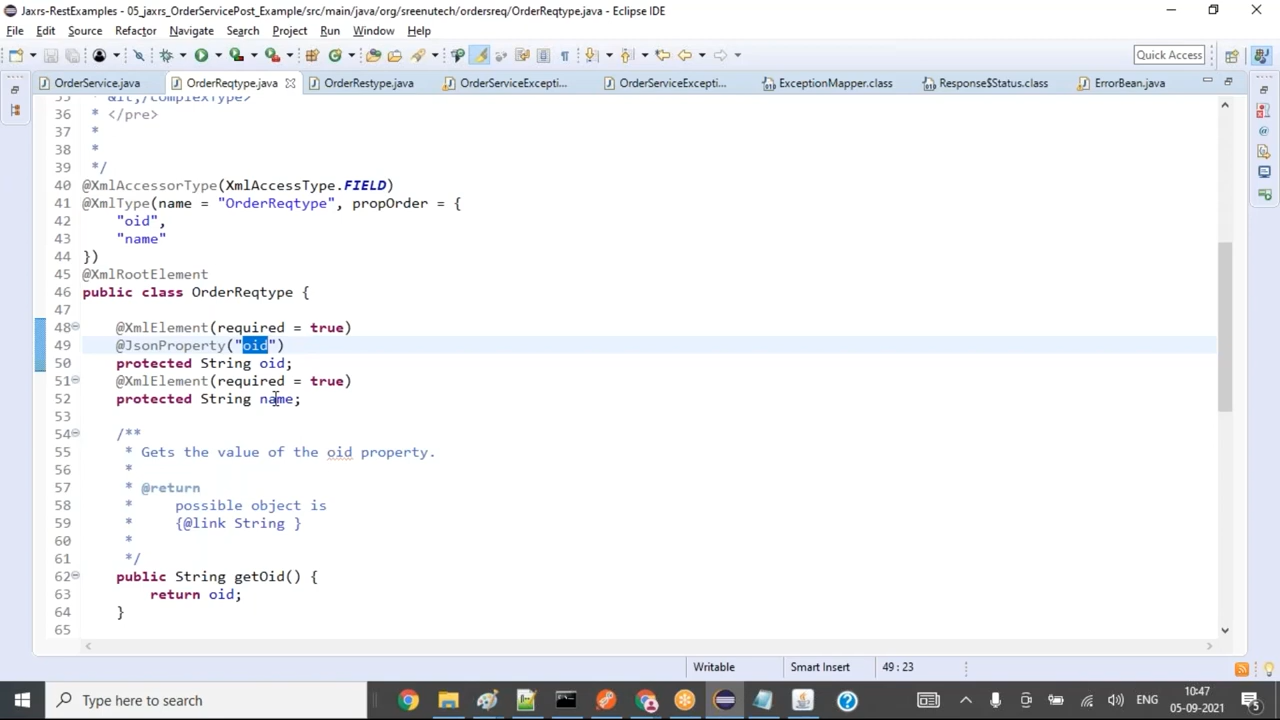 Jaxrs-RestExamples - 05_jaxrs_OrderServicePost_Example/src/main/java/org/sreenutech/ordersreq/OrderReqtype.java - Eclipse IDE
File Edit Source Refactor Navigate Search Project Run Window Help
Quick Access
OrderService.java OrderReqtype.java OrderRestype.java OrderServiceExcepti... OrderServiceExcepti... ExceptionMapper.class Response$Status.class ErrorBean.java
35 * &lt;/complexType>
36 * </pre>
37 *
38 *
39 */
40 @XmlAccessorType(XmlAccessType.FIELD)
41 @XmlType(name = "OrderReqtype", propOrder = {
42 "oid",
43 "name"
44 })
45 @XmlRootElement
46 public class OrderReqtype {
47
48 @XmlElement(required = true)
49 @JsonProperty("oid")
50 protected String oid;
51 @XmlElement(required = true)
52 protected String name;
53
54 /**
55 * Gets the value of the oid property.
56 *
57 * @return
58 * possible object is
59 * {@link String }
60 *
61 */
62 public String getOid() {
63 return oid;
64 }
65
Writable Smart Insert 49 : 23
Type here to search
ENG 10:47
05-09-2021
5